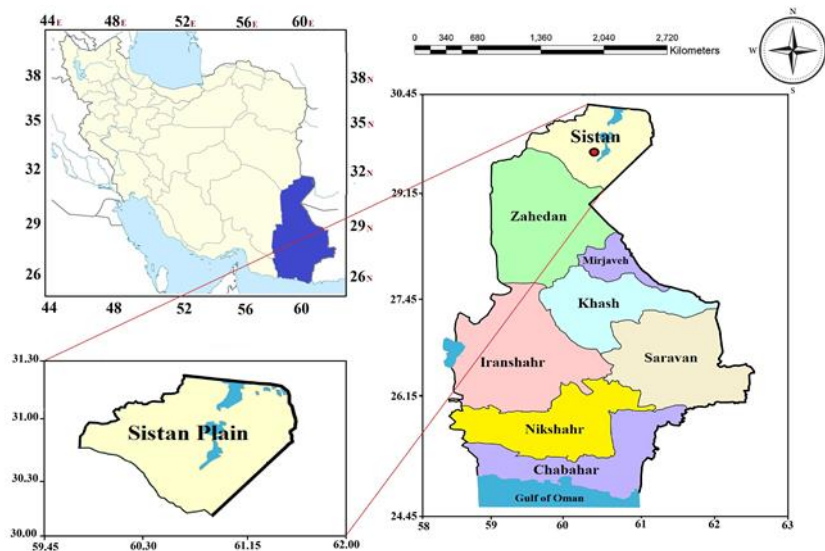 44E 48E 52E 56E 60E
38
35
32
29
26
38N
35N
32N
29N
26N
44 48 52 56 60
0 340 680 1,360 2,040 2,720
Kilometers
N
W
S
30.45
29.15
27.45
26.15
24.45
Sistan
Zahedan
Mirjaveh
Khash
Iranshahr
Saravan
Nikshahr
Chabahar
Gulf of Oman
58 59 60 61 62 63
31.30
31.00
30.30
30.00
Sistan Plain
59.45 60.30 61.15 62.00